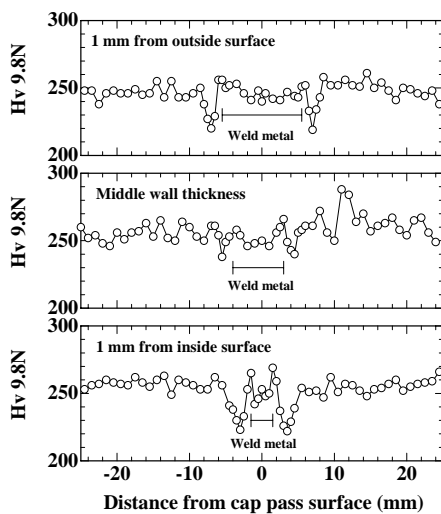 300
1 mm from outside surface
Hv 9.8N
250
Weld metal
200
Middle wall thickness
300
Hv 9.8N
250
Weld metal
200
300
1 mm from inside surface
Hv 9.8N
250
Weld metal
200
-20 -10 0 10 20
Distance from cap pass surface (mm)